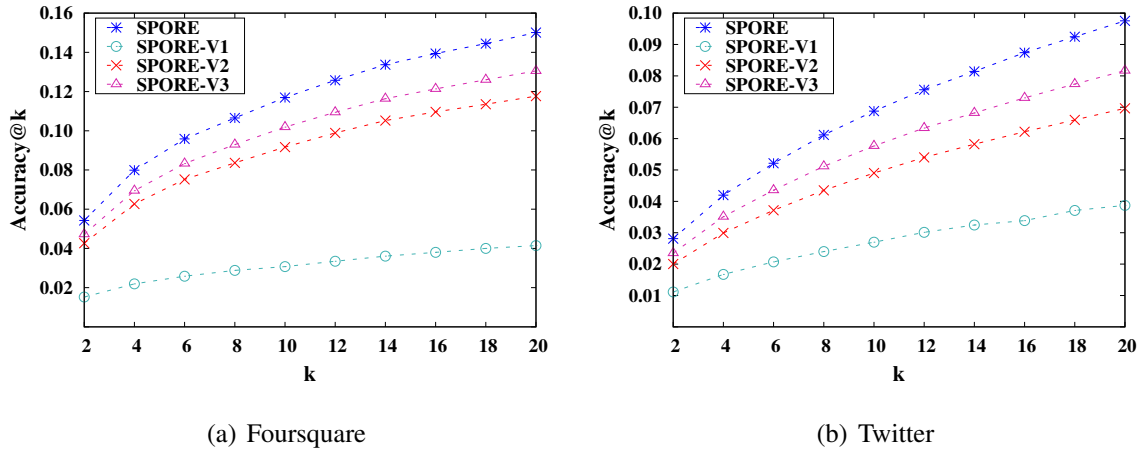 SPORE
SPORE-V1
SPORE-V2
SPORE-V3
0.16
0.14
0.12
0.10
0.08
0.06
0.04
0.02
Accuracy@k
2 4 6 8 10 12 14 16 18 20
k
(a) Foursquare
SPORE
SPORE-V1
SPORE-V2
SPORE-V3
0.10
0.09
0.08
0.07
0.06
0.05
0.04
0.03
0.02
0.01
Accuracy@k
2 4 6 8 10 12 14 16 18 20
k
(b) Twitter